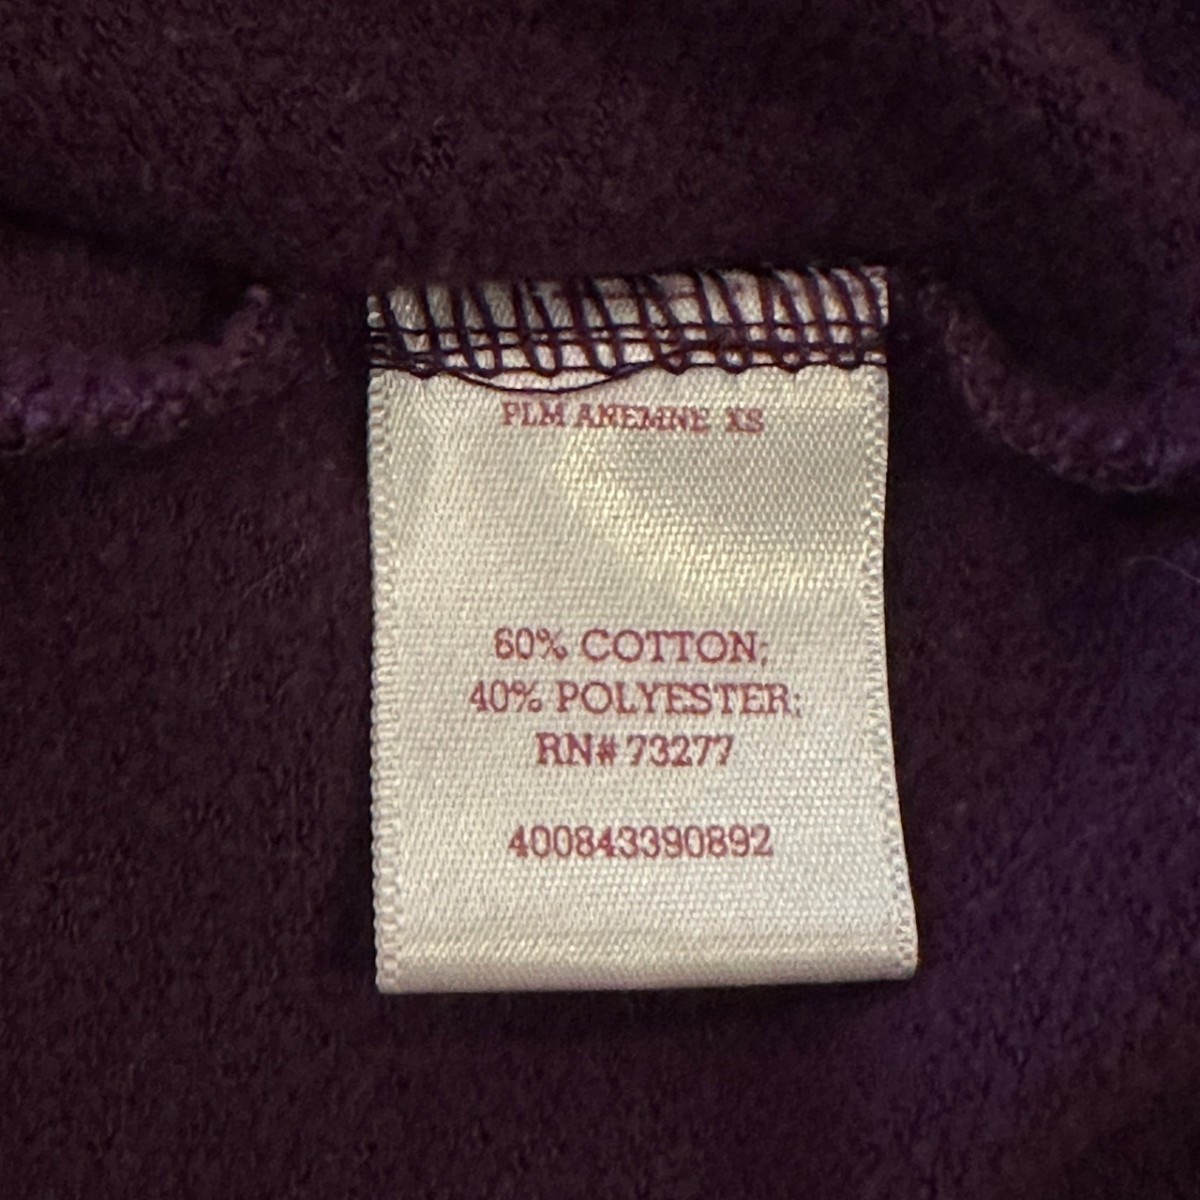 PLM ANEMNE XS
60% COTTON;
40% POLYESTER;
RN# 73277
400843390892